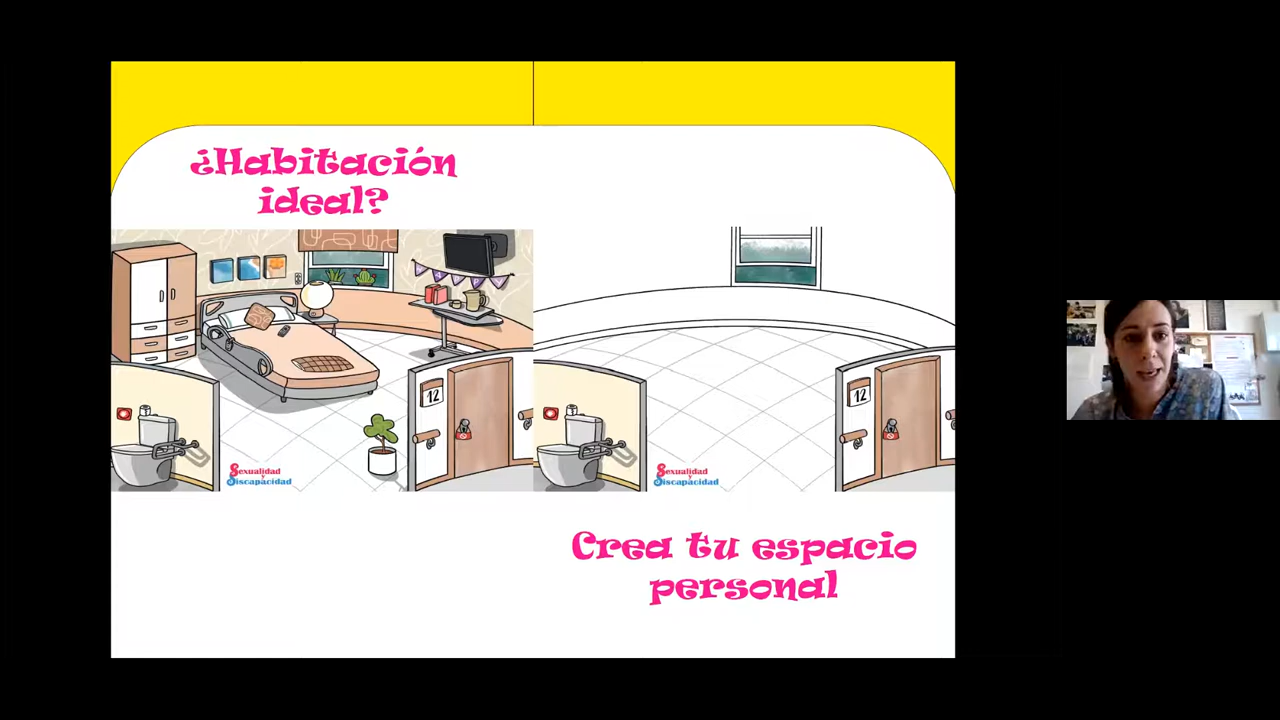 ¿Habitación
ideal?
12
Sexualidad
y
Discapacidad
12
Sexualidad
y
Discapacidad
Crea tu espacio
personal